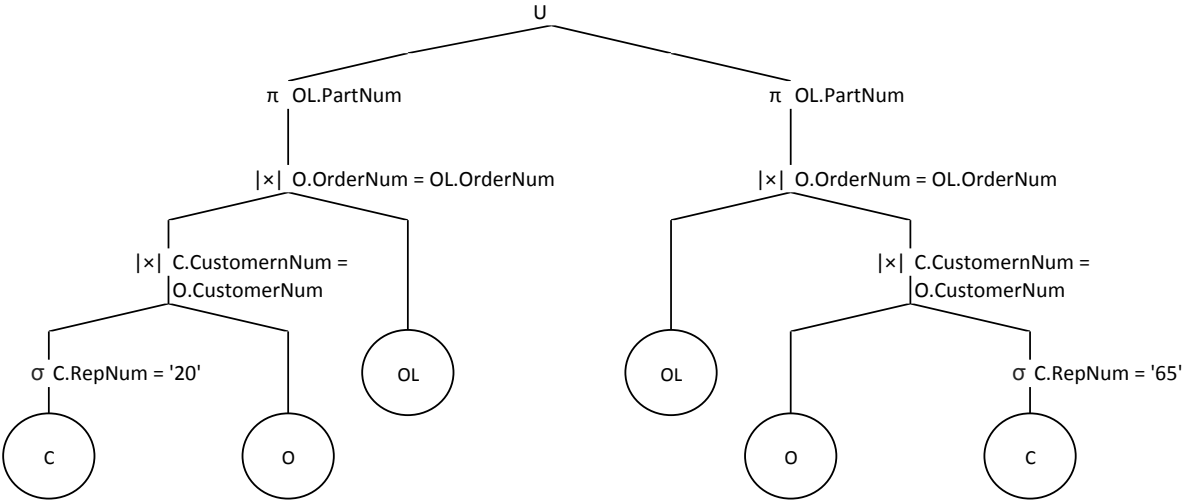 U
π OL.PartNum
π OL.PartNum
|×| O.OrderNum = OL.OrderNum
|×| O.OrderNum = OL.OrderNum
|×| C.CustomernNum =
O.CustomerNum
|×| C.CustomernNum =
O.CustomerNum
σ C.RepNum = '20'
OL
OL
σ C.RepNum = '65'
C
O
O
C